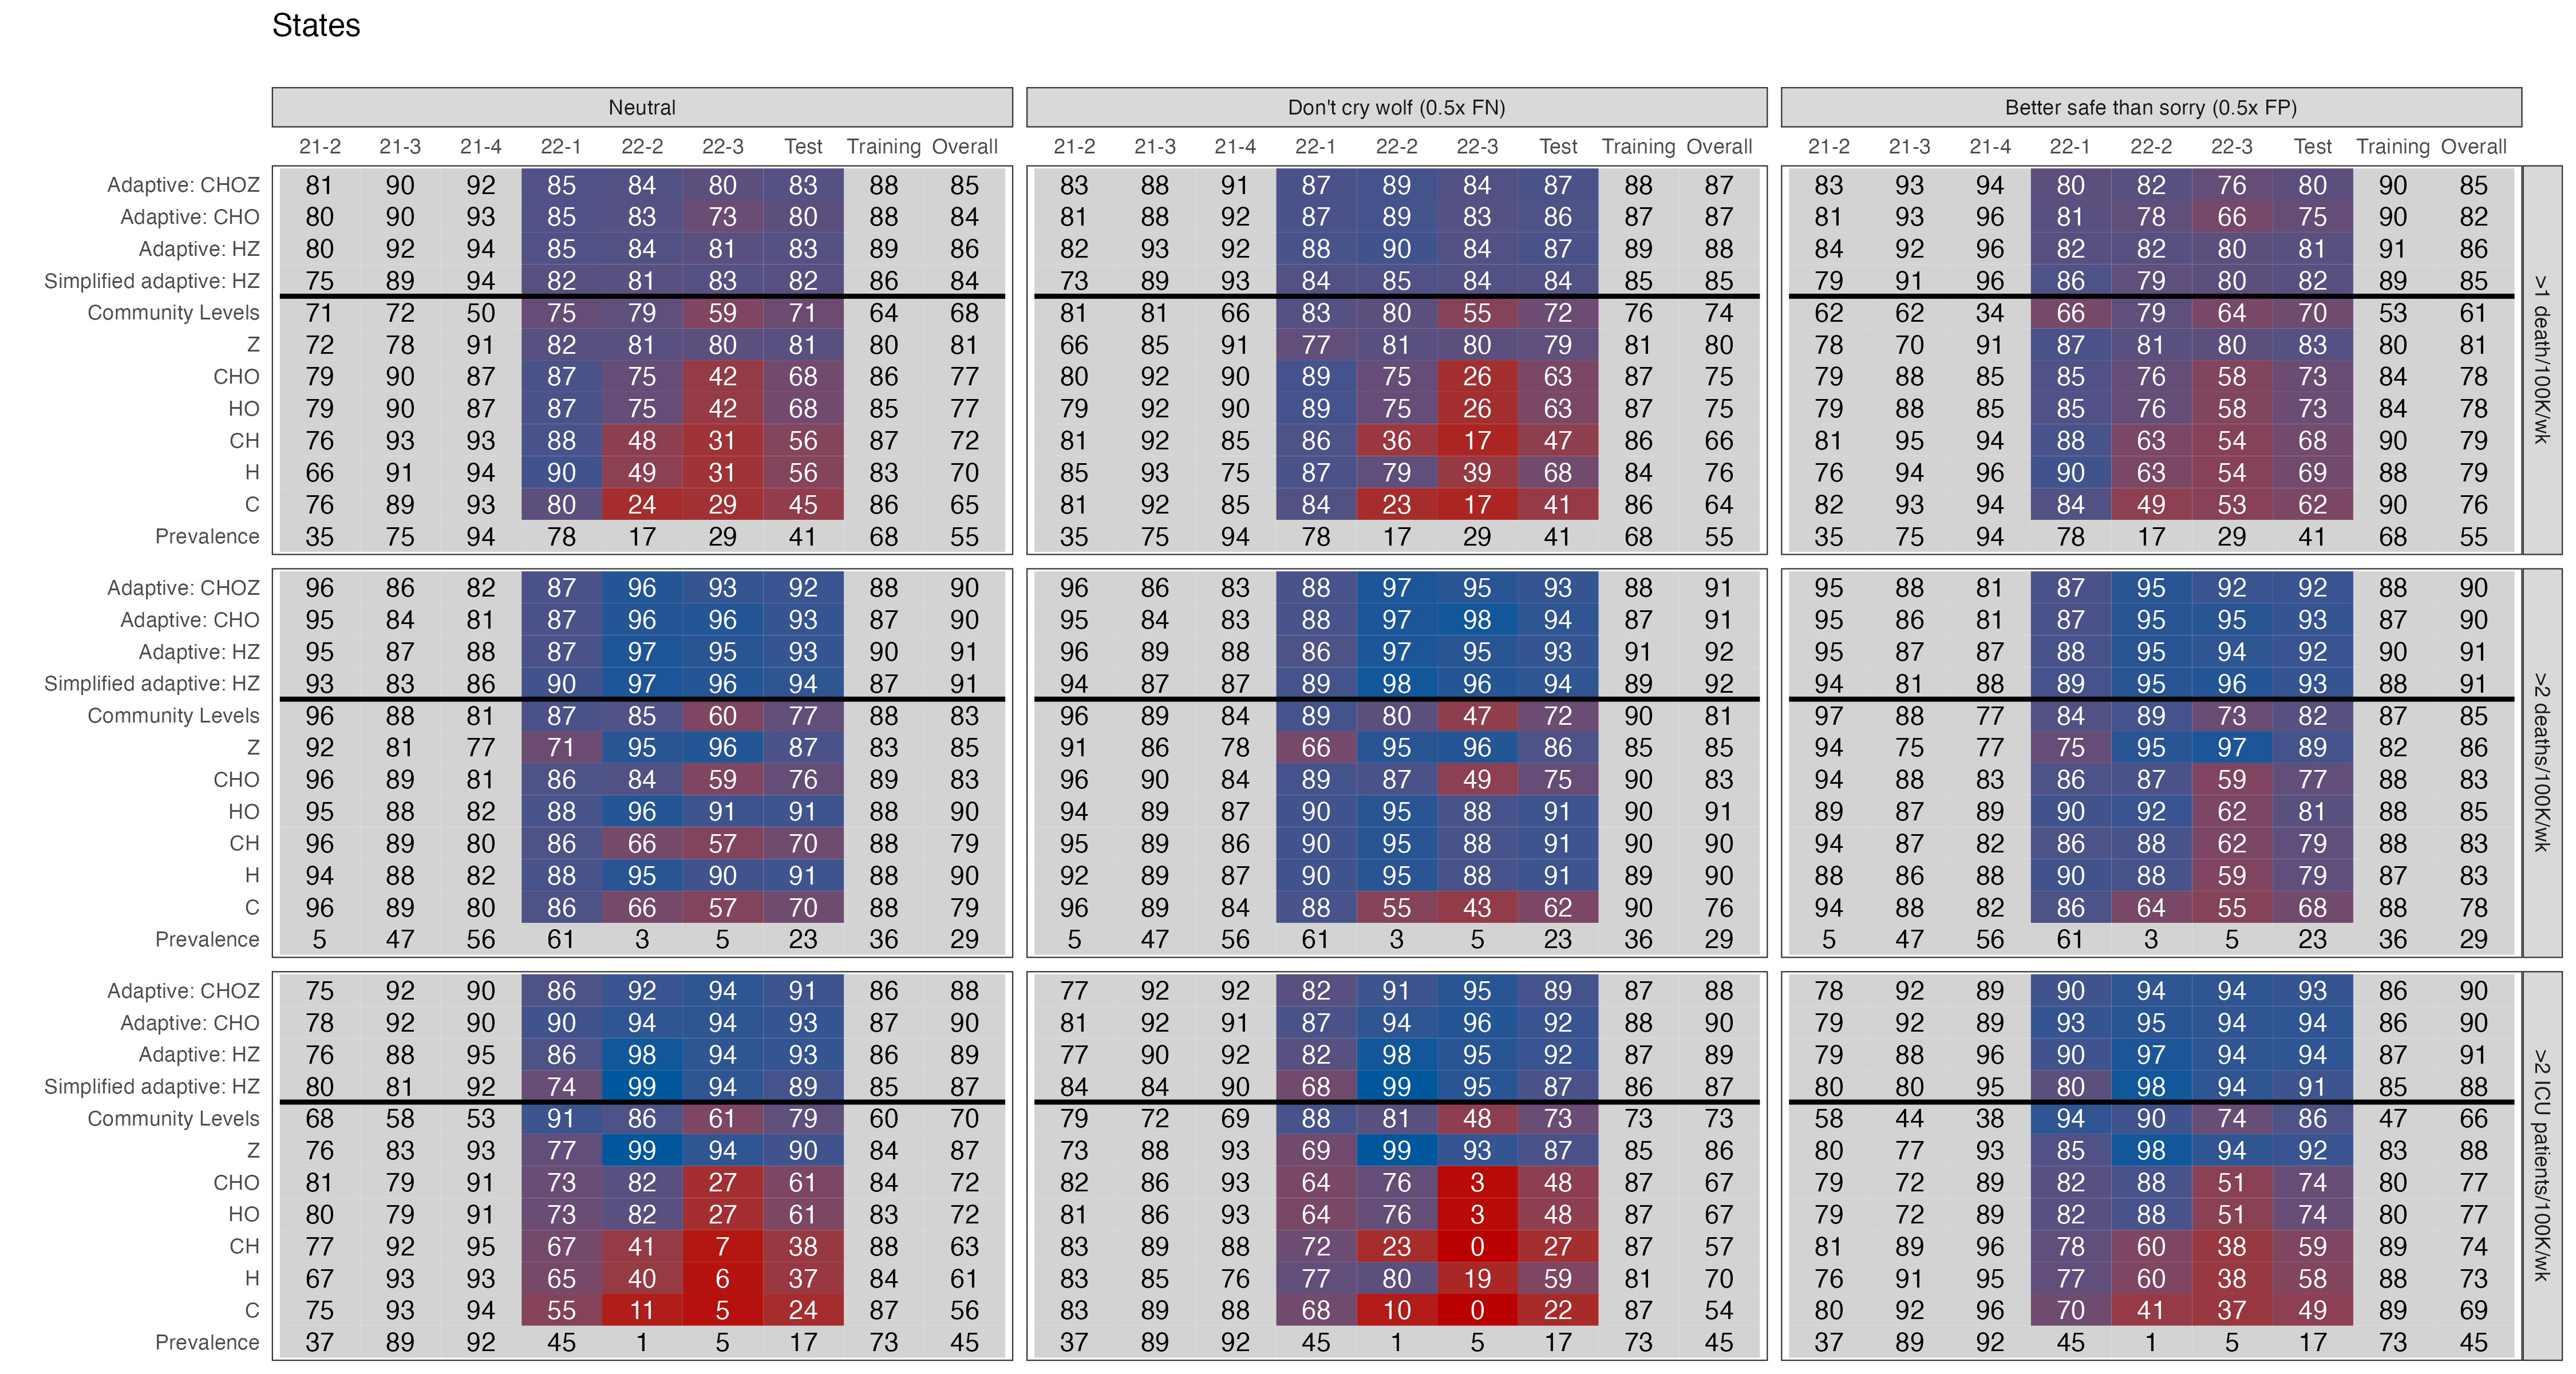 States
Neutral Don't cry wolf (0.5x FN) Better safe than sorry (0.5x FP)
21-2 21-3 21-4 22-1 22-2 22-3 Test Training Overall 21-2 21-3 21-4 22-1 22-2 22-3 Test Training Overall 21-2 21-3 21-4 22-1 22-2 22-3 Test Training Overall
>1 death/100K/wk
Adaptive: CHOZ 81 90 92 85 84 80 83 88 85 83 88 91 87 89 84 87 88 87 83 93 94 80 82 76 80 90 85
Adaptive: CHO 80 90 93 85 83 73 80 88 84 81 88 92 87 89 83 86 87 87 81 93 96 81 78 66 75 90 82
Adaptive: HZ 80 92 94 85 84 81 83 89 86 82 93 92 88 90 84 87 89 88 84 92 96 82 82 80 81 91 86
Simplified adaptive: HZ 75 89 94 82 81 83 82 86 84 73 89 93 84 85 84 84 85 85 79 91 96 86 79 80 82 89 85
Community Levels 71 72 50 75 79 59 71 64 68 81 81 66 83 80 55 72 76 74 62 62 34 66 79 64 70 53 61
Z 72 78 91 82 81 80 81 80 81 66 85 91 77 81 80 79 81 80 78 70 91 87 81 80 83 80 81
CHO 79 90 87 87 75 42 68 86 77 80 92 90 89 75 26 63 87 75 79 88 85 85 76 58 73 84 78
HO 79 90 87 87 75 42 68 85 77 79 92 90 89 75 26 63 87 75 79 88 85 85 76 58 73 84 78
CH 76 93 93 88 48 31 56 87 72 81 92 85 86 36 17 47 86 66 81 95 94 88 63 54 68 90 79
H 66 91 94 90 49 31 56 83 70 85 93 75 87 79 39 68 84 76 76 94 96 90 63 54 69 88 79
C 76 89 93 80 24 29 45 86 65 81 92 85 84 23 17 41 86 64 82 93 94 84 49 53 62 90 76
Prevalence 35 75 94 78 17 29 41 68 55 35 75 94 78 17 29 41 68 55 35 75 94 78 17 29 41 68 55
>2 deaths/100K/wk
Adaptive: CHOZ 96 86 82 87 96 93 92 88 90 96 86 83 88 97 95 93 88 91 95 88 81 87 95 92 92 88 90
Adaptive: CHO 95 84 81 87 96 96 93 87 90 95 84 83 88 97 98 94 87 91 95 86 81 87 95 95 93 87 90
Adaptive: HZ 95 87 88 87 97 95 93 90 91 96 89 88 86 97 95 93 91 92 95 87 87 88 95 94 92 90 91
Simplified adaptive: HZ 93 83 86 90 97 96 94 87 91 94 87 87 89 98 96 94 89 92 94 81 88 89 95 96 93 88 91
Community Levels 96 88 81 87 85 60 77 88 83 96 89 84 89 80 47 72 90 81 97 88 77 84 89 73 82 87 85
Z 92 81 77 71 95 96 87 83 85 91 86 78 66 95 96 86 85 85 94 75 77 75 95 97 89 82 86
CHO 96 89 81 86 84 59 76 89 83 96 90 84 89 87 49 75 90 83 94 88 83 86 87 59 77 88 83
HO 95 88 82 88 96 91 91 88 90 94 89 87 90 95 88 91 90 91 89 87 89 90 92 62 81 88 85
CH 96 89 80 86 66 57 70 88 79 95 89 86 90 95 88 91 90 90 94 87 82 86 88 62 79 88 83
H 94 88 82 88 95 90 91 88 90 92 89 87 90 95 88 91 89 90 88 86 88 90 88 59 79 87 83
C 96 89 80 86 66 57 70 88 79 96 89 84 88 55 43 62 90 76 94 88 82 86 64 55 68 88 78
Prevalence 5 47 56 61 3 5 23 36 29 5 47 56 61 3 5 23 36 29 5 47 56 61 3 5 23 36 29
>2 ICU patients/100K/wk
Adaptive: CHOZ 75 92 90 86 92 94 91 86 88 77 92 92 82 91 95 89 87 88 78 92 89 90 94 94 93 86 90
Adaptive: CHO 78 92 90 90 94 94 93 87 90 81 92 91 87 94 96 92 88 90 79 92 89 93 95 94 94 86 90
Adaptive: HZ 76 88 95 86 98 94 93 86 89 77 90 92 82 98 95 92 87 89 79 88 96 90 97 94 94 87 91
Simplified adaptive: HZ 80 81 92 74 99 94 89 85 87 84 84 90 68 99 95 87 86 87 80 80 95 80 98 94 91 85 88
Community Levels 68 58 53 91 86 61 79 60 70 79 72 69 88 81 48 73 73 73 58 44 38 94 90 74 86 47 66
Z 76 83 93 77 99 94 90 84 87 73 88 93 69 99 93 87 85 86 80 77 93 85 98 94 92 83 88
CHO 81 79 91 73 82 27 61 84 72 82 86 93 64 76 3 48 87 67 79 72 89 82 88 51 74 80 77
HO 80 79 91 73 82 27 61 83 72 81 86 93 64 76 3 48 87 67 79 72 89 82 88 51 74 80 77
CH 77 92 95 67 41 7 38 88 63 83 89 88 72 23 0 27 87 57 81 89 96 78 60 38 59 89 74
H 67 93 93 65 40 6 37 84 61 83 85 76 77 80 19 59 81 70 76 91 95 77 60 38 58 88 73
C 75 93 94 55 11 5 24 87 56 83 89 88 68 10 0 22 87 54 80 92 96 70 41 37 49 89 69
Prevalence 37 89 92 45 1 5 17 73 45 37 89 92 45 1 5 17 73 45 37 89 92 45 1 5 17 73 45